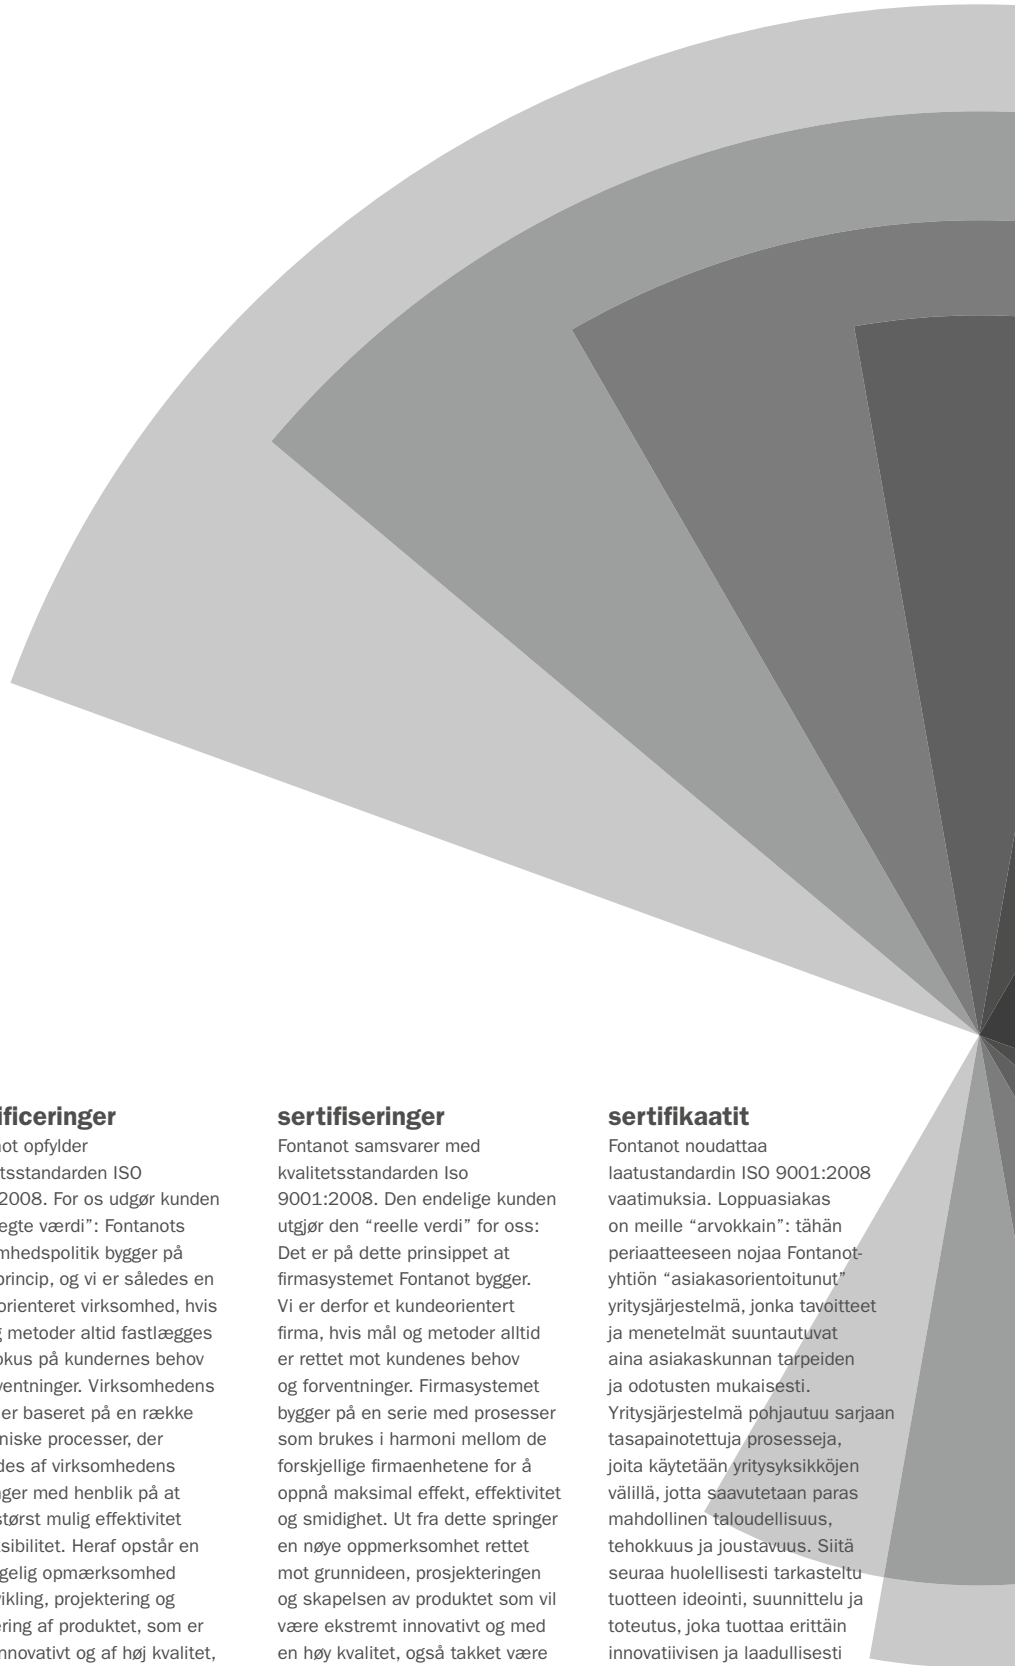 ificeringer
not opfylder
tsstandarden ISO
2008. For os udgør kunden
egte værdi”: Fontanots
mhedspolitik bygger på
princip, og vi er således en
orienteret virksomhed, hvis
g metoder altid fastlægges
okus på kundernes behov
ventninger. Virksomhedens
er baseret på en række
niske processer, der
des af virksomhedens
nger med henblik på at
størst mulig effektivitet
sibilitet. Heraf opstår en
gelig opmærksomhed
vikling, projektering og
ering af produktet, som er
nnovativt og af høj kvalitet,
sertifiseringer
Fontanot samsvarer med
kvalitetsstandarden Iso
9001:2008. Den endelige kunden
utgjør den “reelle verdi” for oss:
Det er på dette prinsippet at
firmasystemet Fontanot bygger.
Vi er derfor et kundeorientert
firma, hvis mål og metoder alltid
er rettet mot kundenes behov
og forventninger. Firmasystemet
bygger på en serie med prosesser
som brukes i harmoni mellom de
forskjellige firmaenhetene for å
oppnå maksimal effekt, effektivitet
og smidighet. Ut fra dette springer
en nøye oppmerksomhet rettet
mot grunnideen, prosjekteringen
og skapelsen av produktet som vil
være ekstremt innovativt og med
en høy kvalitet, også takket være
sertifikaatit
Fontanot noudattaa
laatustandardin ISO 9001:2008
vaatimuksia. Loppuasiakas
on meille “arvokkain”: tähän
periaatteeseen nojaa Fontanot-
yhtiön “asiakasorientoitunut”
yritysjärjestelmä, jonka tavoitteet
ja menetelmät suuntautuvat
aina asiakaskunnan tarpeiden
ja odotusten mukaisesti.
Yritysjärjestelmä pohjautuu sarjaan
tasapainotettuja prosesseja,
joita käytetään yritysyksikköjen
välillä, jotta saavutetaan paras
mahdollinen taloudellisuus,
tehokkuus ja joustavuus. Siitä
seuraa huolellisesti tarkasteltu
tuotteen ideointi, suunnittelu ja
toteutus, joka tuottaa erittäin
innovatiivisen ja laadullisesti